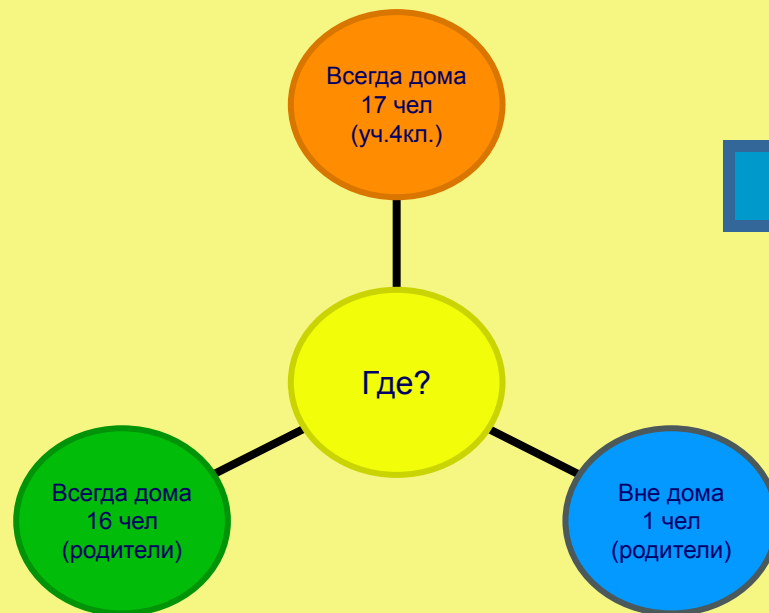 Всегда дома
17 чел
(уч.4кл.)
Где?
Всегда дома
16 чел
(родители)
Вне дома
1 чел
(родители)